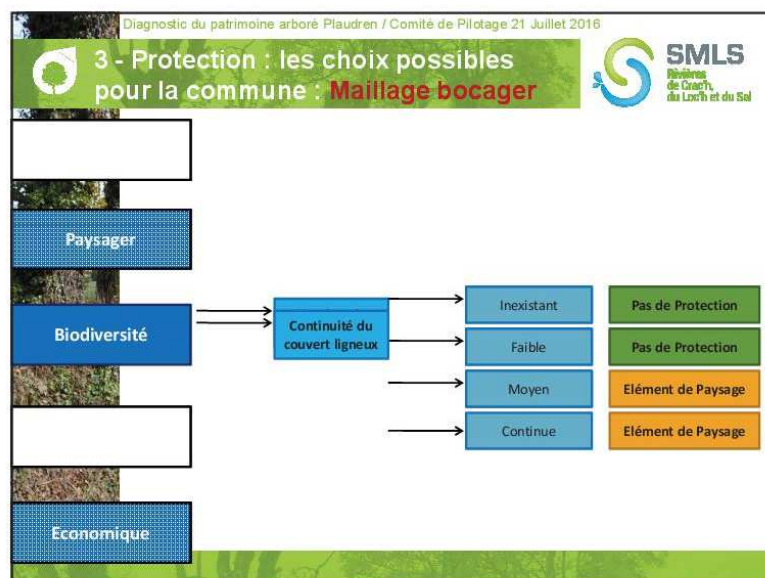 Diagnostic du patrimoine arboré Plaudren / Comité de Pilotage 21 Juillet 2016
3 - Protection : les choix possibles
pour la commune : Maillage bocager
SMLS
Rivières
de Crac'h,
du Loc'h et du Sal
Paysager
Biodiversité
Continuité du
couvert ligneux
Inexistant
Pas de Protection
Faible
Pas de Protection
Moyen
Elément de Paysage
Continue
Elément de Paysage
Economique